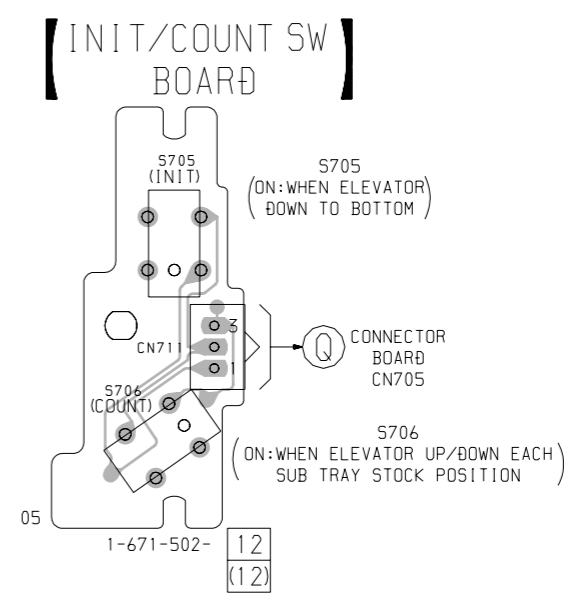 INIT/COUNT SW
BOARD
S705
(INIT)
S705
(ON:WHEN ELEVATOR
DOWN TO BOTTOM)
3
CN711
1
Q
CONNECTOR
BOARD
CN705
S706
(COUNT)
S706
(ON:WHEN ELEVATOR UP/DOWN EACH
SUB TRAY STOCK POSITION)
05
1-671-502-
12
(12)